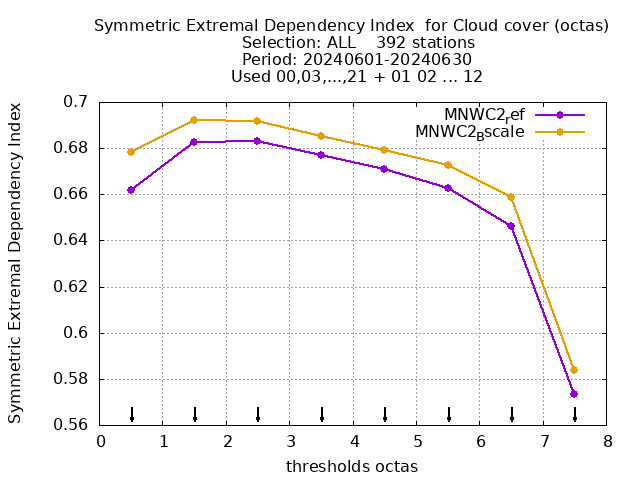 Symmetric Extremal Dependency Index  for Cloud cover (octas)
Selection: ALL    392 stations
Period: 20240601-20240630
Used 00,03,...,21 + 01 02 ... 12
MNWC2_ref
MNWC2_Bscale
Symmetric Extremal Dependency Index
0.7
0.68
0.66
0.64
0.62
0.6
0.58
0.56
0 1 2 3 4 5 6 7 8
thresholds octas